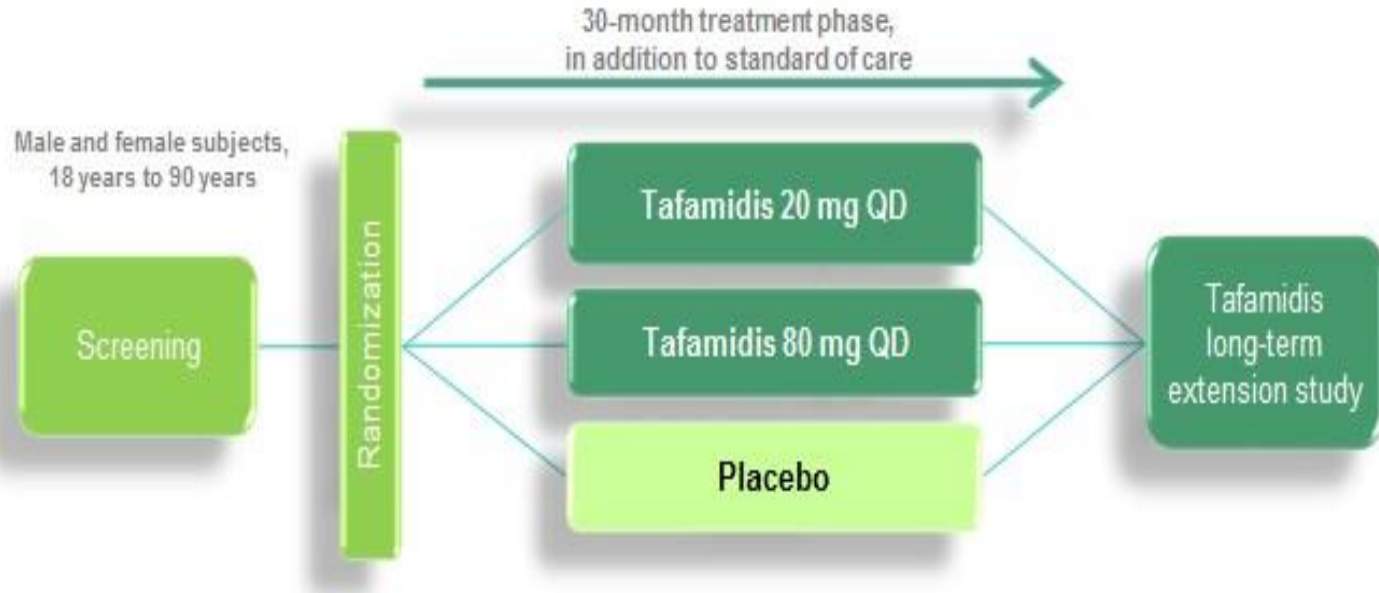 30-month treatment phase,
in addition to standard of care
Male and female subjects,
18 years to 90 years
Screening
Randomization
Tafamidis 20 mg QD
Tafamidis 80 mg QD
Placebo
Tafamidis
long-term
extension study